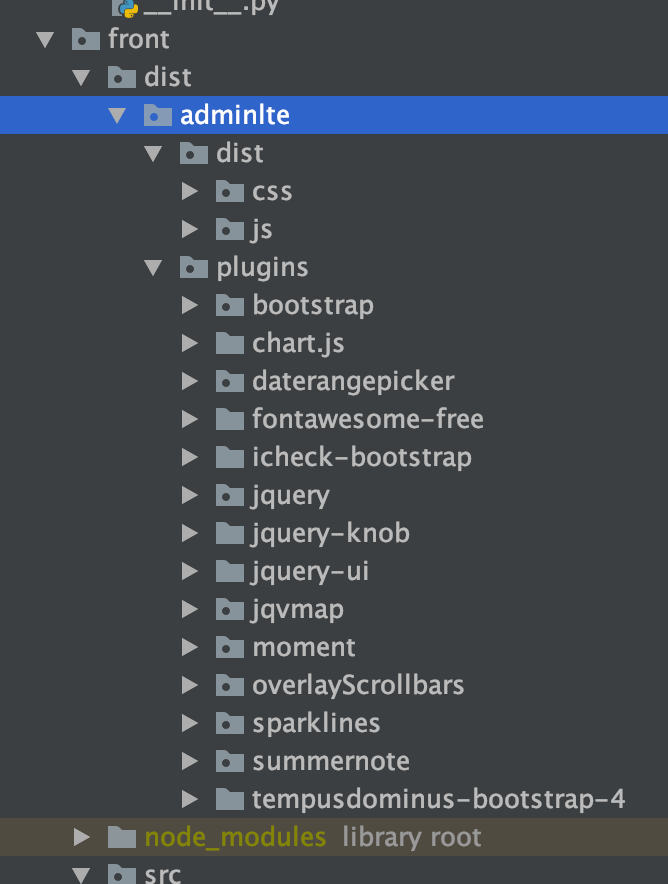 __init__.py
front
dist
adminlte
dist
css
js
plugins
bootstrap
chart.js
daterangepicker
fontawesome-free
icheck-bootstrap
jquery
jquery-knob
jquery-ui
jqvmap
moment
overlayScrollbars
sparklines
summernote
tempusdominus-bootstrap-4
node_modules library root
src